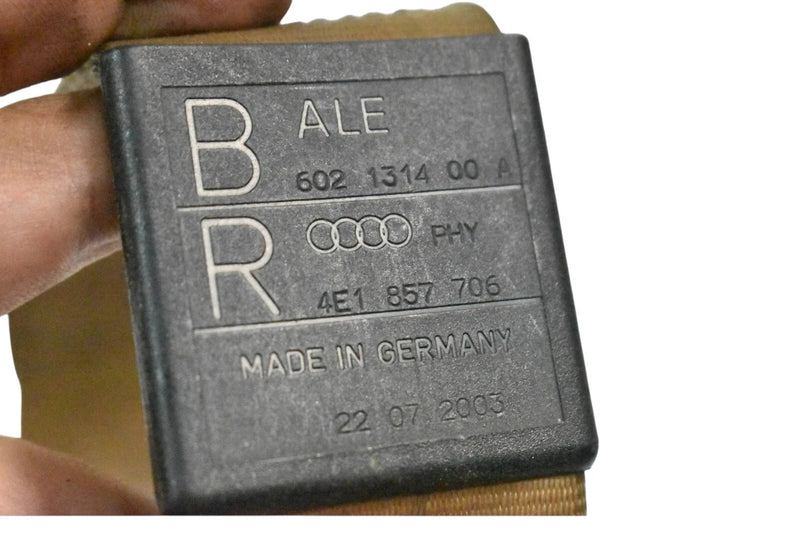 B ALE
602 1314 00 A
R PHY
4E1 857 706
MADE IN GERMANY
22 07 2003